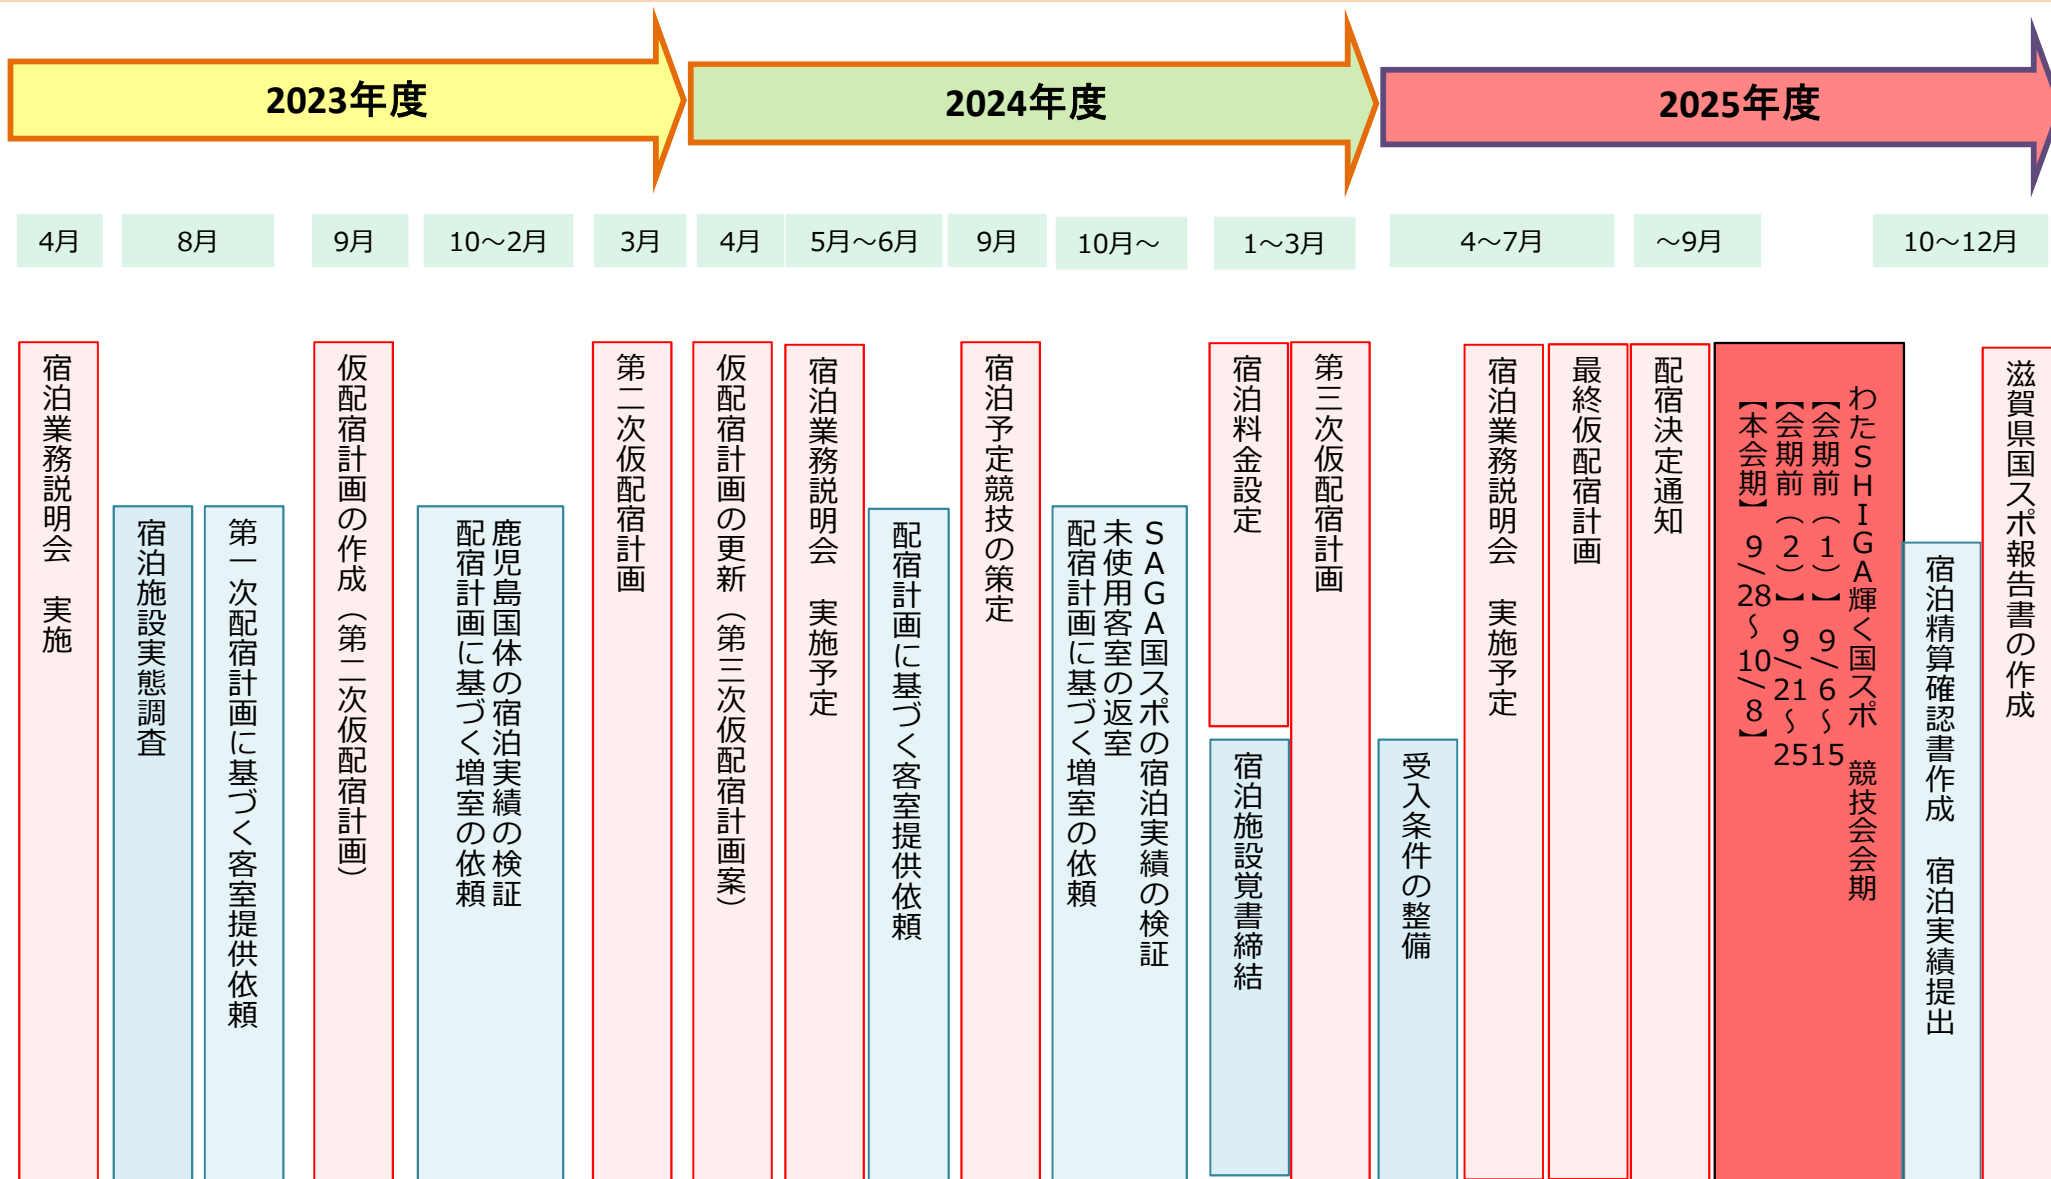 2023年度
2024年度
2025年度
4月
8月
9月
10～2月
3月
4月
5月～6月
9月
10月～
1～3月
4～7月
～9月
10～12月
宿泊業務説明会　実施
宿泊施設実態調査
第一次配宿計画に基づく客室提供依頼
仮配宿計画の作成（第二次仮配宿計画）
鹿児島国体の宿泊実績の検証
配宿計画に基づく増室の依頼
第二次仮配宿計画
仮配宿計画の更新（第三次仮配宿計画案）
宿泊業務説明会　実施予定
配宿計画に基づく客室提供依頼
宿泊予定競技の策定
ＳＡＧＡ国スポの宿泊実績の検証
未使用客室の返室
配宿計画に基づく増室の依頼
宿泊料金設定
宿泊施設覚書締結
第三次仮配宿計画
受入条件の整備
宿泊業務説明会　実施予定
最終仮配宿計画
配宿決定通知
わたＳＨＩＧＡ輝く国スポ　競技会会期
【会期前（１）】９／６～15
【会期前（２）】９／21～25
【本会期】９／28～10／８】
宿泊精算確認書作成　宿泊実績提出
滋賀県国スポ報告書の作成